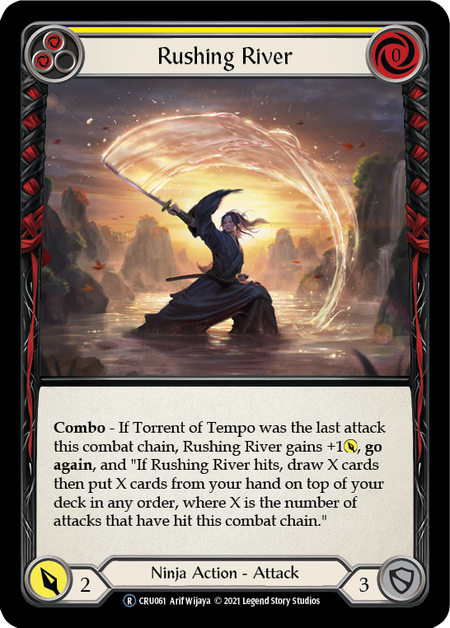 Rushing River
0
Combo - If Torrent of Tempo was the last attack
this combat chain, Rushing River gains +1, go
again, and "If Rushing River hits, draw X cards
then put X cards from your hand on top of your
deck in any order, where X is the number of
attacks that have hit this combat chain."
2
Ninja Action - Attack
3
R CRU061 Arif Wijaya © 2021 Legend Story Studios